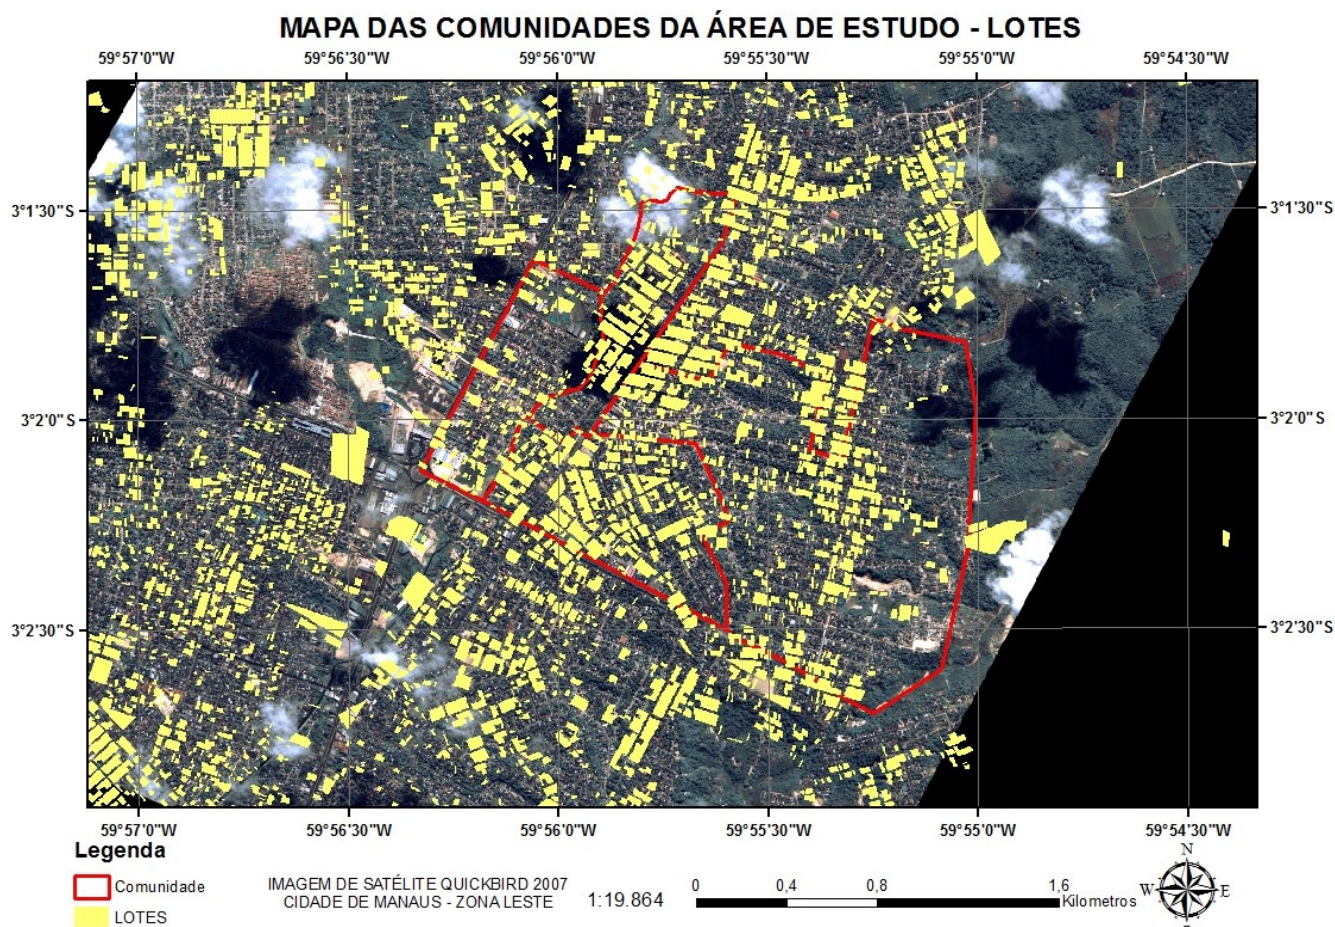 MAPA DAS COMUNIDADES DA ÁREA DE ESTUDO - LOTES
59°57'0"W 59°56'30"W 59°56'0"W 59°55'30"W 59°55'0"W 59°54'30"W
3°1'30"S 3°1'30"S
3°2'0"S 3°2'0"S
3°2'30"S 3°2'30"S
59°57'0"W 59°56'30"W 59°56'0"W 59°55'30"W 59°55'0"W 59°54'30"W
Legenda
Comunidade
LOTES
IMAGEM DE SATÉLITE QUICKBIRD 2007
CIDADE DE MANAUS - ZONA LESTE
1:19.864
0 0,4 0,8 1,6
Kilometros
N
W E
S